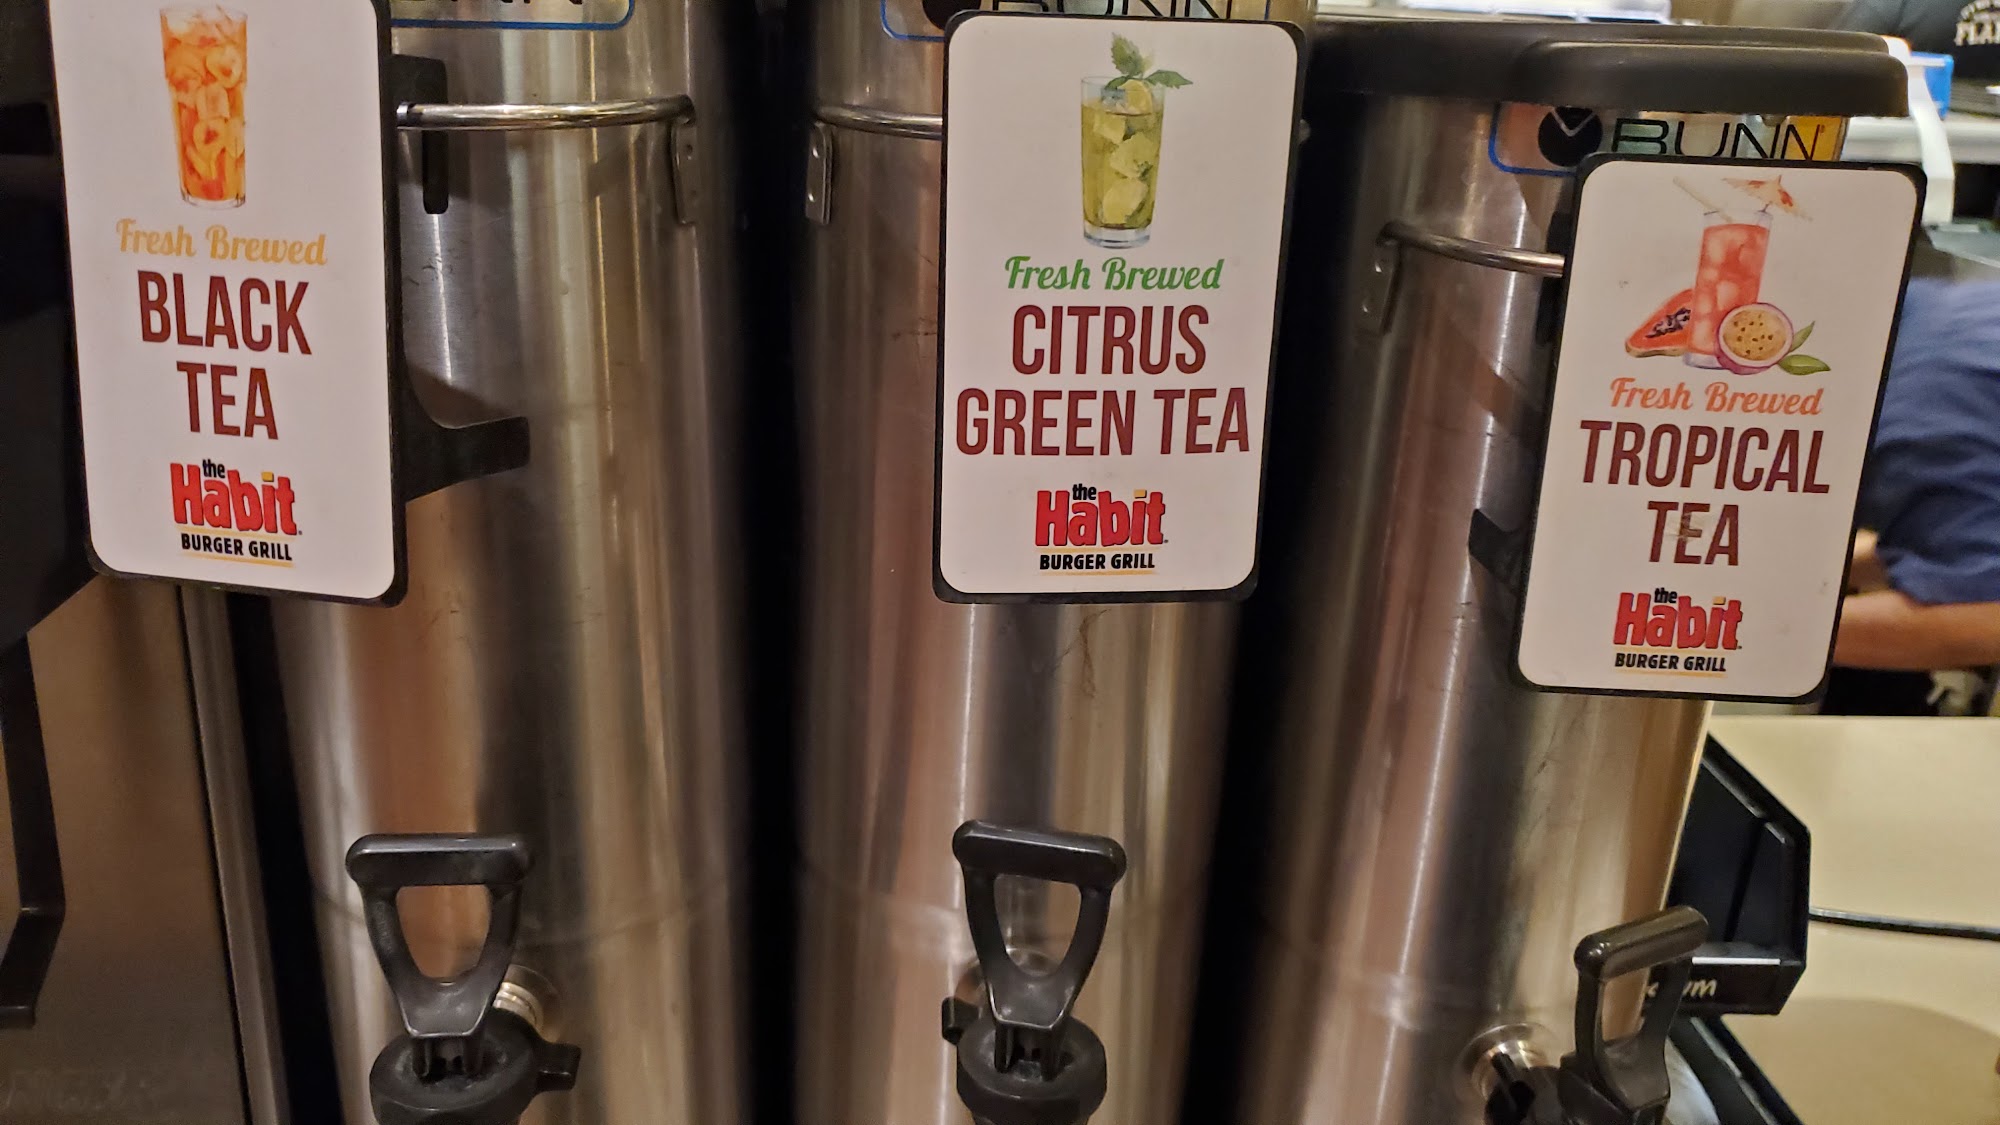 Fresh Brewed
BLACK
TEA
the
Habit
BURGER GRILL
BUNN
Fresh Brewed
CITRUS
GREEN TEA
the
Habit
BURGER GRILL
BUNN
Fresh Brewed
TROPICAL
TEA
the
Habit
BURGER GRILL